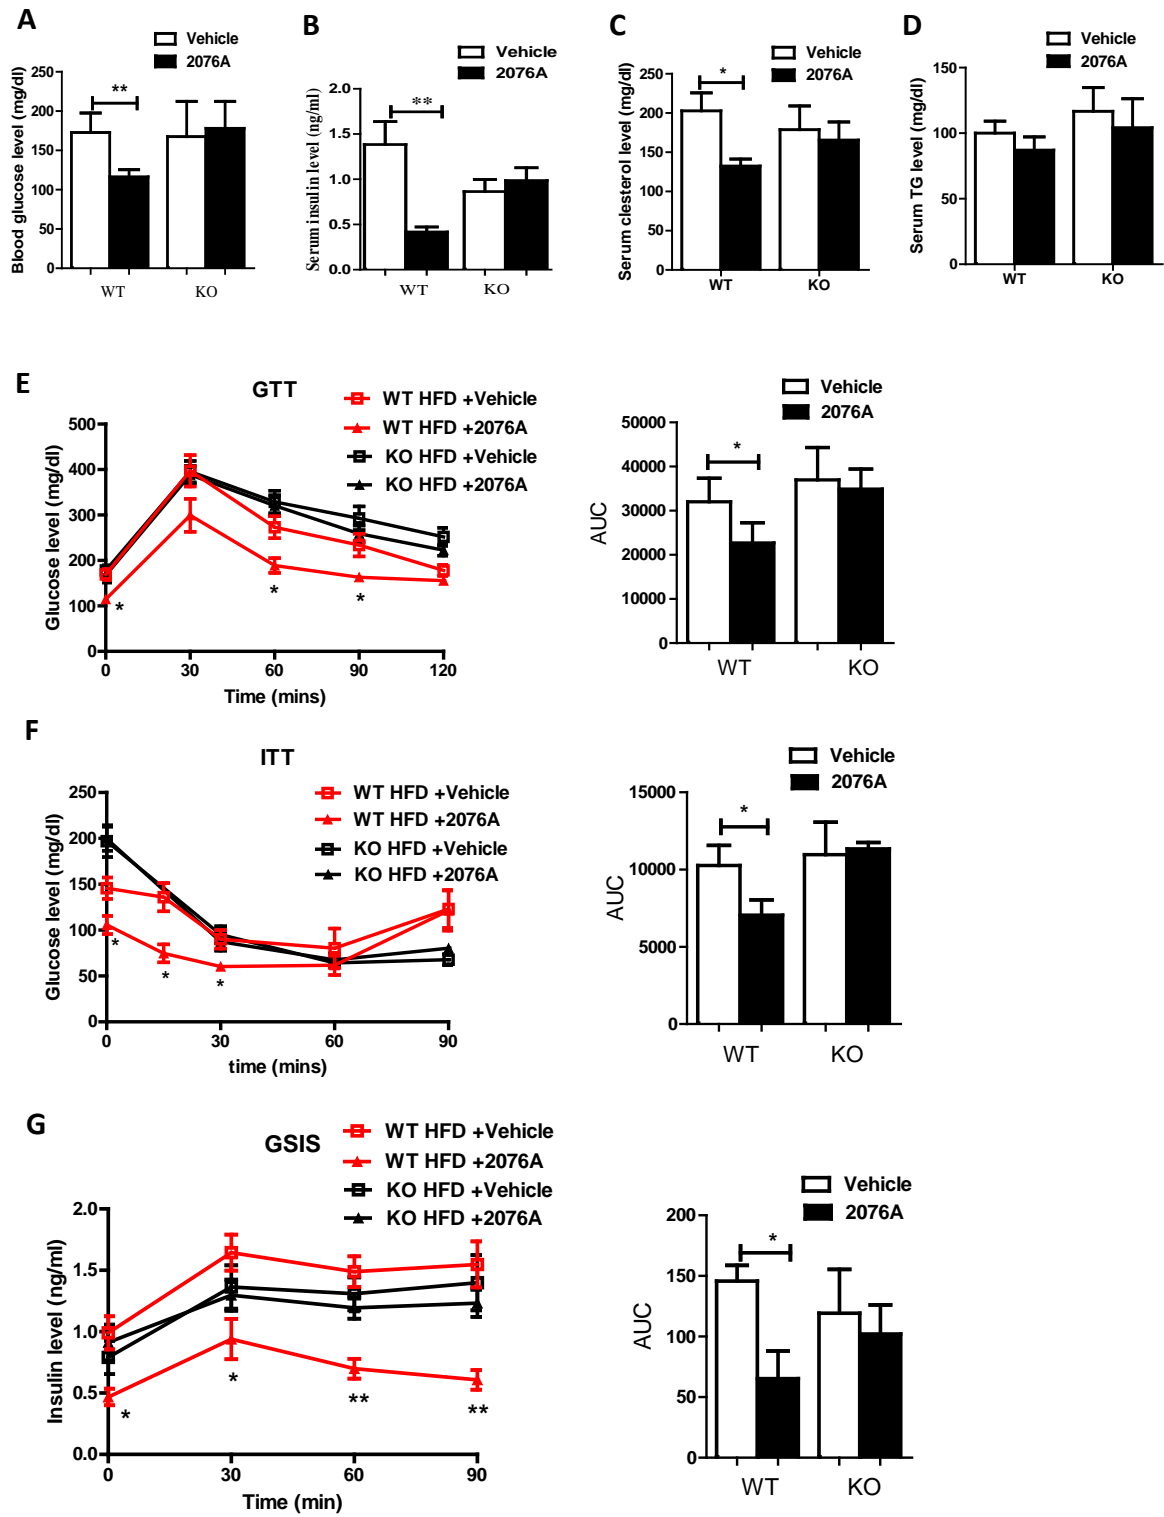 A
Vehicle
2076A
Blood glucose level (mg/dl)
250
200
150
100
50
0
**
WT
KO
B
Vehicle
2076A
Serum insulin level (ng/ml)
2.0
1.5
1.0
0.5
0.0
**
WT
KO
C
Vehicle
2076A
Serum clesterol level (mg/dl)
250
200
150
100
50
0
*
WT
KO
D
Vehicle
2076A
Serum TG level (mg/dl)
150
100
50
0
WT
KO
E
GTT
WT HFD +Vehicle
WT HFD +2076A
KO HFD +Vehicle
KO HFD +2076A
Glucose level (mg/dl)
500
400
300
200
100
0
*
*
*
0 30 60 90 120
Time (mins)
Vehicle
2076A
AUC
50000
40000
30000
20000
10000
0
*
WT
KO
F
ITT
WT HFD +Vehicle
WT HFD +2076A
KO HFD +Vehicle
KO HFD +2076A
Glucose level (mg/dl)
250
200
150
100
50
0
*
*
*
0 30 60 90
time (mins)
Vehicle
2076A
AUC
15000
10000
5000
0
*
WT
KO
G
GSIS
WT HFD +Vehicle
WT HFD +2076A
KO HFD +Vehicle
KO HFD +2076A
Insulin level (ng/ml)
2.0
1.5
1.0
0.5
0.0
*
*
**
**
0 30 60 90
Time (min)
Vehicle
2076A
AUC
200
150
100
50
0
*
WT
KO